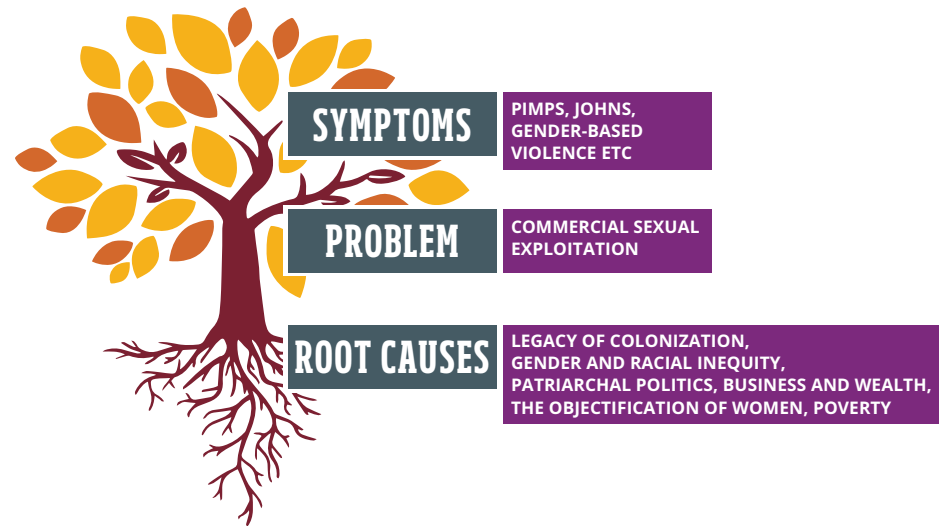 SYMPTOMS
PIMPS, JOHNS,
GENDER-BASED
VIOLENCE ETC
PROBLEM
COMMERCIAL SEXUAL
EXPLOITATION
ROOT CAUSES
LEGACY OF COLONIZATION,
GENDER AND RACIAL INEQUITY,
PATRIARCHAL POLITICS, BUSINESS AND WEALTH,
THE OBJECTIFICATION OF WOMEN, POVERTY